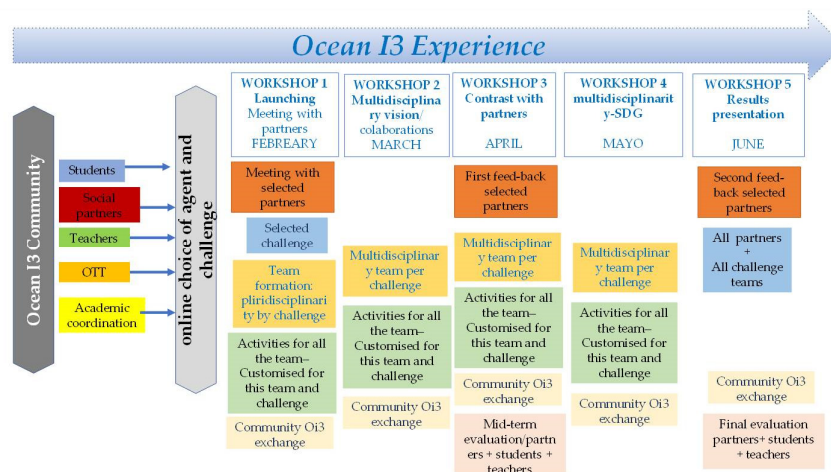 Ocean I3 Experience
Ocean I3 Community
Students
Social
partners
Teachers
OTT
Academic
coordination
online choice of agent and
challenge
WORKSHOP 1
Launching
Meeting with
partners
FEBREARY
Meeting with
selected
partners
Selected
challenge
Team
formation:
pluridisciplinari
ty by challenge
Activities for all
the team–
Customised for
this team and
challenge
Community Oi3
exchange
WORKSHOP 2
Multidisciplina
ry vision/
colaborations
MARCH
Multidisciplinar
y team per
challenge
Activities for all
the team–
Customised for
this team and
challenge
Community Oi3
exchange
WORKSHOP 3
Contrast with
partners
APRIL
First feed-back
selected
partners
Multidisciplinar
y team per
challenge
Activities for all
the team–
Customised for
this team and
challenge
Community Oi3
exchange
Mid-term
evaluation/partn
ers + students +
teachers
WORKSHOP 4
multidisciplinarit
y-SDG
MAYO
Multidisciplinar
y team per
challenge
Activities for all
the team–
Customised for
this team and
challenge
Community Oi3
exchange
WORKSHOP 5
Results
presentation
JUNE
Second feed-
back selected
partners
All partners
+
All challenge
teams
Community Oi3
exchange
Final evaluation
partners+ students
+ teachers